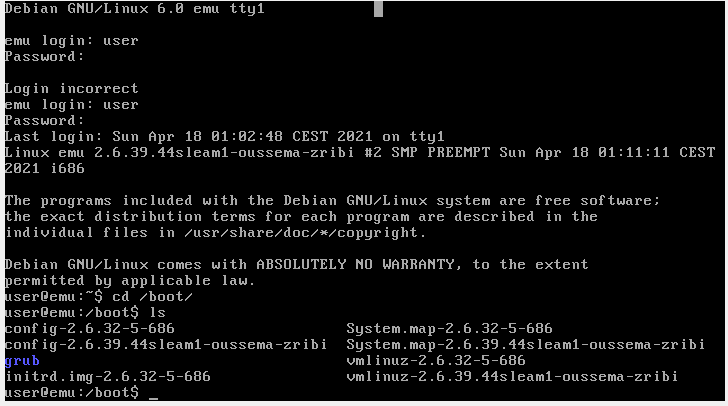 Debian GNU/Linux 6.0 emu tty1
emu login: user
Password:
Login incorrect
emu login: user
Password:
Last login: Sun Apr 18 01:02:48 CEST 2021 on tty1
Linux emu 2.6.39.44sleam1-oussema-zribi #2 SMP PREEMPT Sun Apr 18 01:11:11 CEST
2021 i686
The programs included with the Debian GNU/Linux system are free software;
the exact distribution terms for each program are described in the
individual files in /usr/share/doc/*/copyright.
Debian GNU/Linux comes with ABSOLUTELY NO WARRANTY, to the extent
permitted by applicable law.
user@emu:~$ cd /boot/
user@emu:/boot$ ls
config-2.6.32-5-686 System.map-2.6.32-5-686
config-2.6.39.44sleam1-oussema-zribi System.map-2.6.39.44sleam1-oussema-zribi
grub vmlinuz-2.6.32-5-686
initrd.img-2.6.32-5-686 vmlinuz-2.6.39.44sleam1-oussema-zribi
user@emu:/boot$ _